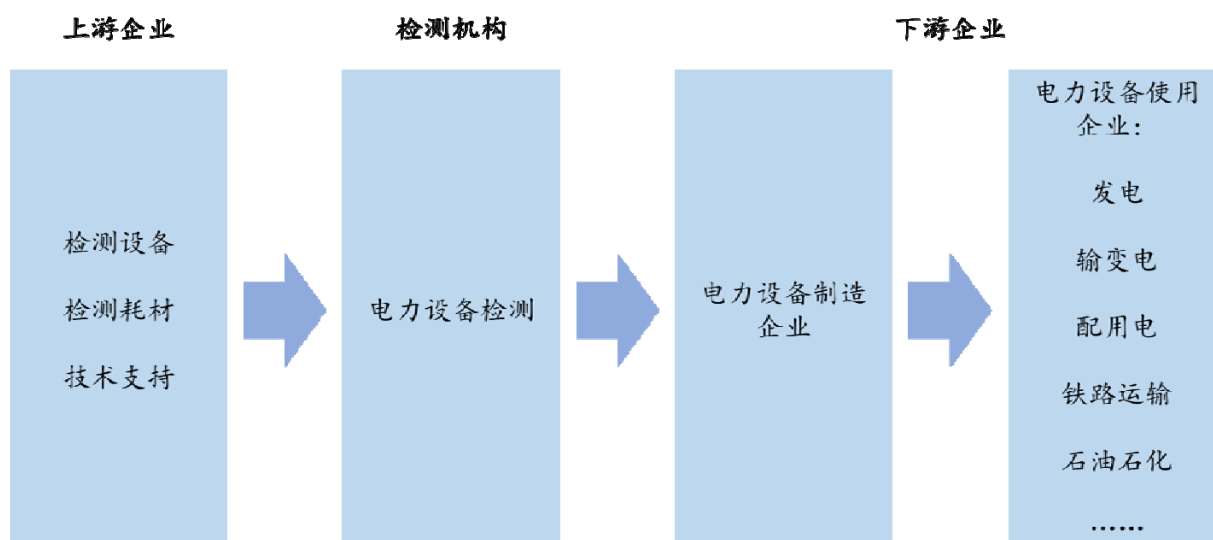 上游企业
检测机构
下游企业
检测设备
检测耗材
技术支持
电力设备检测
电力设备制造
企业
电力设备使用
企业：
发电
输变电
配用电
铁路运输
石油石化
……